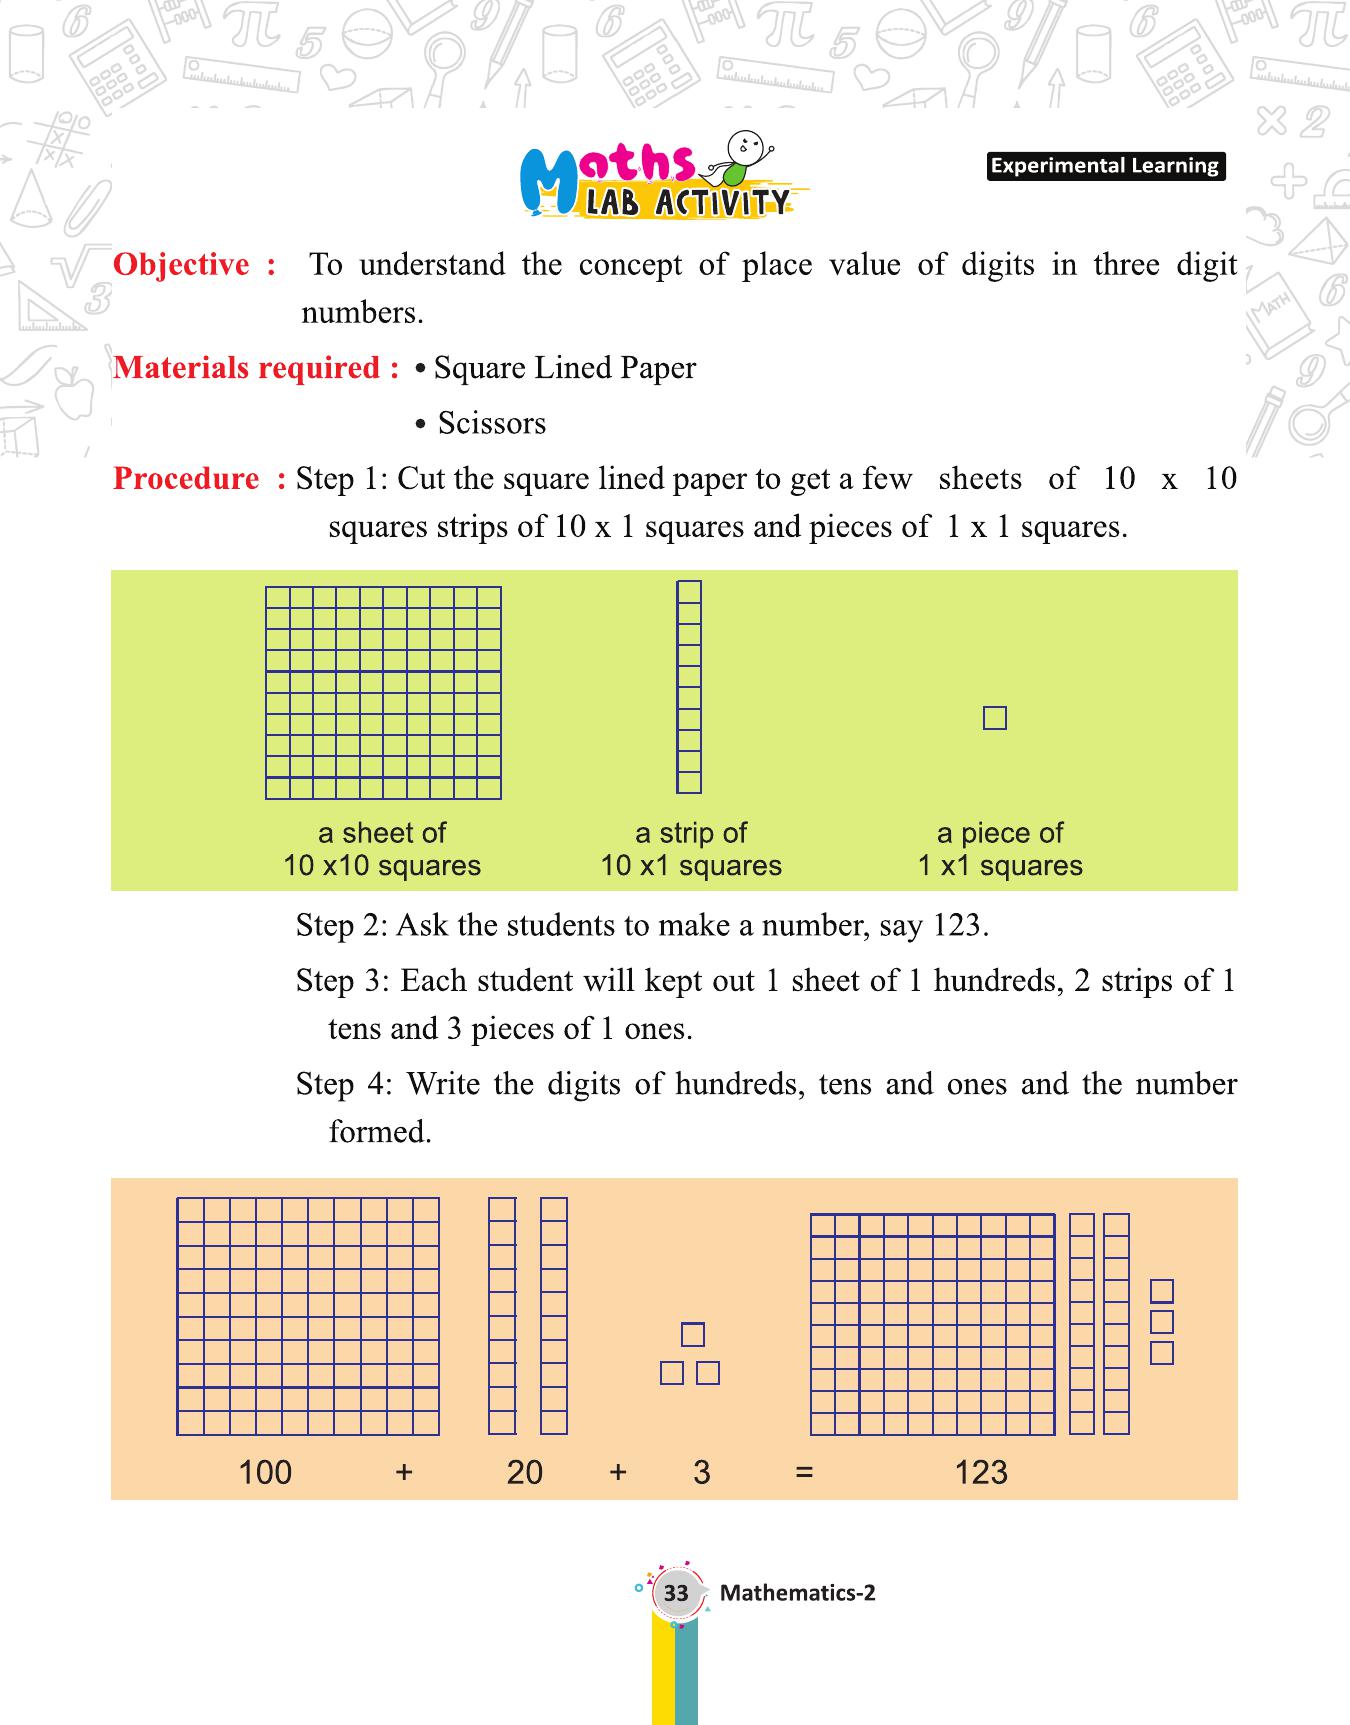 Maths
LAB ACTIVITY
Experimental Learning
Objective : To understand the concept of place value of digits in three digit
numbers.
Materials required : • Square Lined Paper
• Scissors
Procedure : Step 1: Cut the square lined paper to get a few sheets of 10 x 10
squares strips of 10 x 1 squares and pieces of 1 x 1 squares.
a sheet of
10 x10 squares
a strip of
10 x1 squares
a piece of
1 x1 squares
Step 2: Ask the students to make a number, say 123.
Step 3: Each student will kept out 1 sheet of 1 hundreds, 2 strips of 1
tens and 3 pieces of 1 ones.
Step 4: Write the digits of hundreds, tens and ones and the number
formed.
100 + 20 + 3 = 123
33 Mathematics-2
MATH